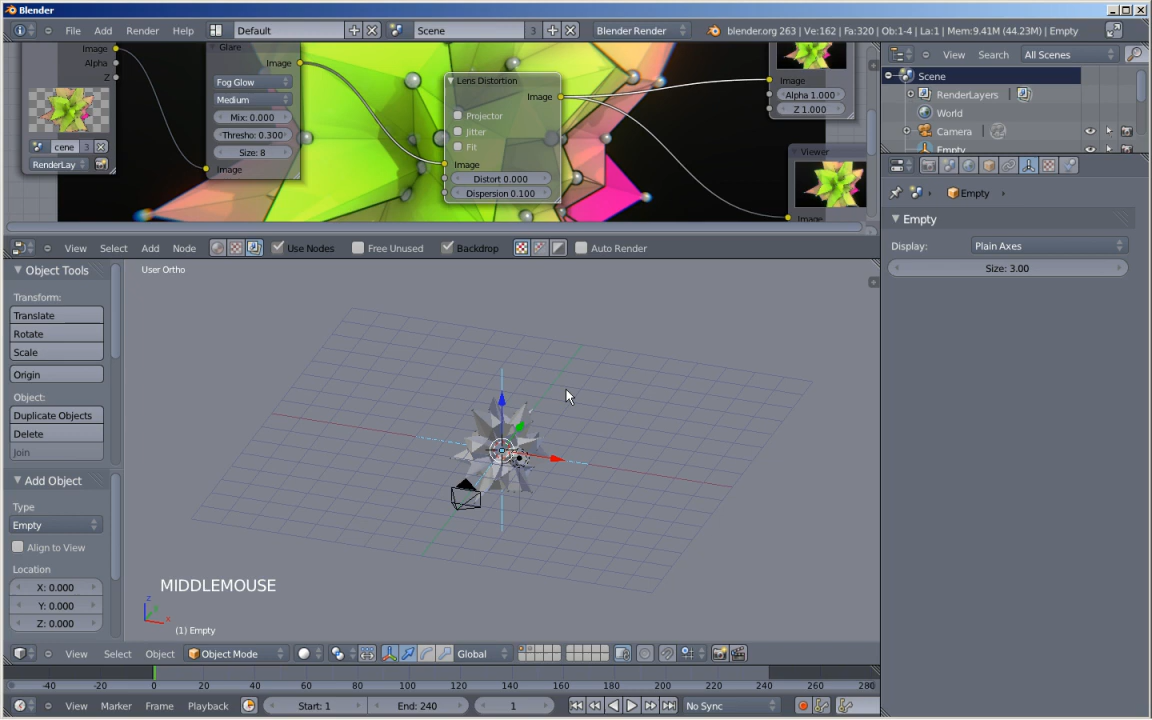 Blender
File Add Render Help Default Scene 3 Blender Render blender.org 263 | Ve:162 | Fa:320 | Ob:1-4 | La:1 | Mem:9.41M (44.23M) | Empty
Image
Alpha
Z
cene 3
RenderLay
Glare
Image
Fog Glow
Medium
Mix: 0.000
Thresho: 0.300
Size: 8
Image
Lens Distortion
Image
Projector
Jitter
Fit
Image
Distort 0.000
Dispersion 0.100
Image
Alpha 1.000
Z 1.000
Viewer
Image
View Search All Scenes
Scene
RenderLayers
World
Camera
Empty
Empty
Empty
Display: Plain Axes
Size: 3.00
View Select Add Node Use Nodes Free Unused Backdrop Auto Render
Object Tools
Transform:
Translate
Rotate
Scale
Origin
Object:
Duplicate Objects
Delete
Join
Add Object
Type
Empty
Align to View
Location
X: 0.000
Y: 0.000
Z: 0.000
User Ortho
MIDDLEMOUSE
z
x
(1) Empty
View Select Object Object Mode Global
-40 -20 0 20 40 60 80 100 120 140 160 180 200 220 240 260 280
View Marker Frame Playback Start: 1 End: 240 1 No Sync